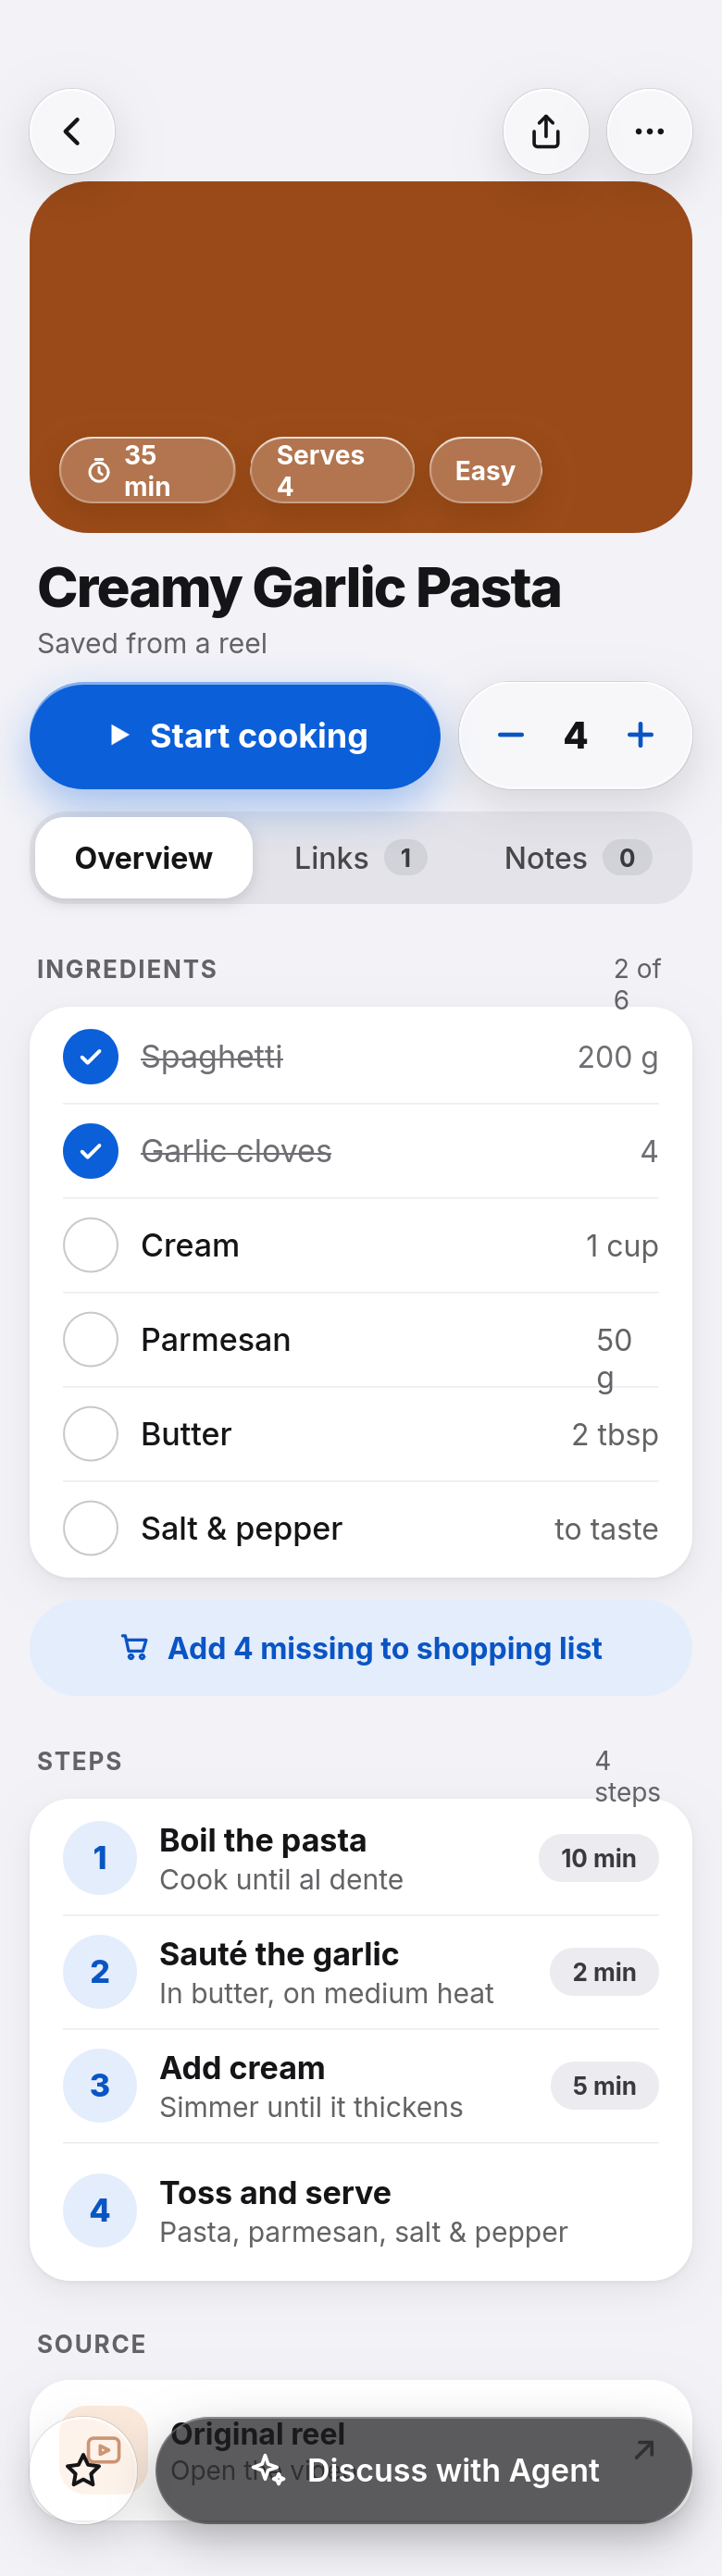 35
min
Serves
4
Easy
Creamy Garlic Pasta
Saved from a reel
Start cooking
4
Overview
Links 1
Notes 0
INGREDIENTS
2 of
6
Spaghetti 200 g
Garlic cloves 4
Cream 1 cup
Parmesan 50
g
Butter 2 tbsp
Salt & pepper to taste
Add 4 missing to shopping list
STEPS
4
steps
1 Boil the pasta 10 min
Cook until al dente
2 Sauté the garlic 2 min
In butter, on medium heat
3 Add cream 5 min
Simmer until it thickens
4 Toss and serve
Pasta, parmesan, salt & pepper
SOURCE
Original reel
Open
Discuss with Agent